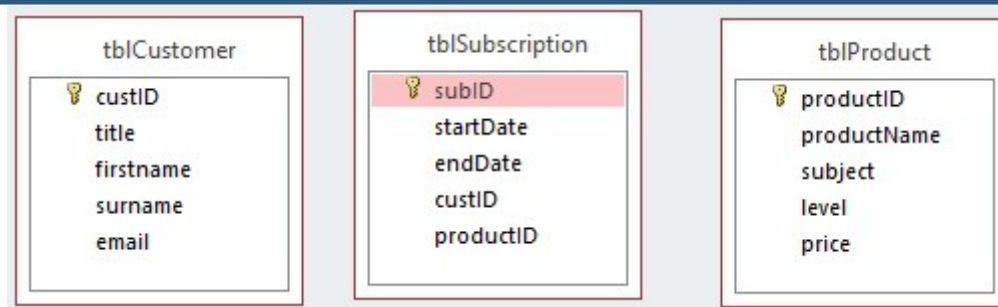 tblCustomer
custID
title
firstname
surname
email
tblSubscription
subID
startDate
endDate
custID
productID
tblProduct
productID
productName
subject
level
price